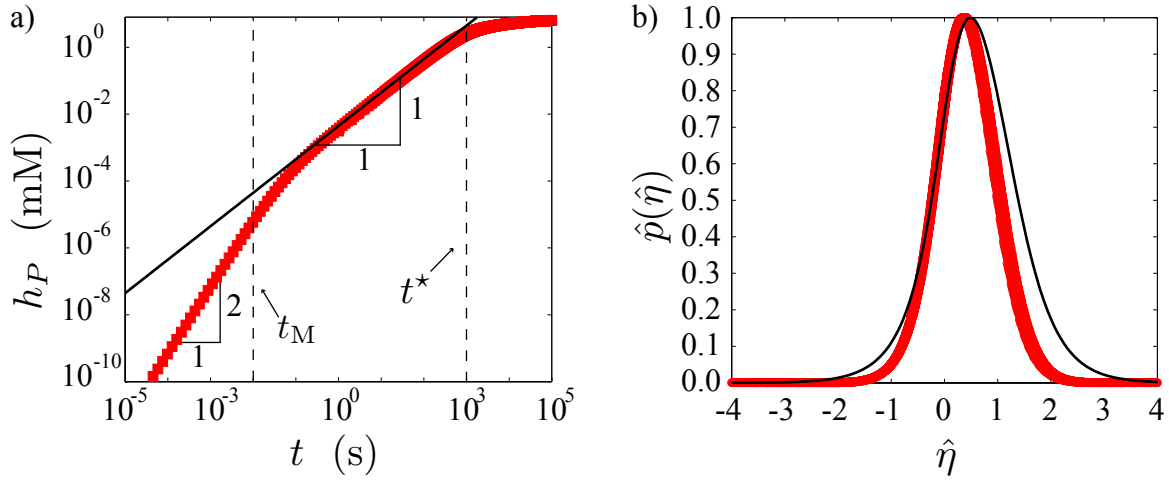 a)
h_P (mM)
10^0
10^-2
10^-4
10^-6
10^-8
10^-10
1
1
2
1
t_M
t^⋆
10^-5
10^-3
10^0
10^3
10^5
t (s)
b)
p̂(η̂)
1.0
0.9
0.8
0.7
0.6
0.5
0.4
0.3
0.2
0.1
0.0
-4 -3 -2 -1 0 1 2 3 4
η̂